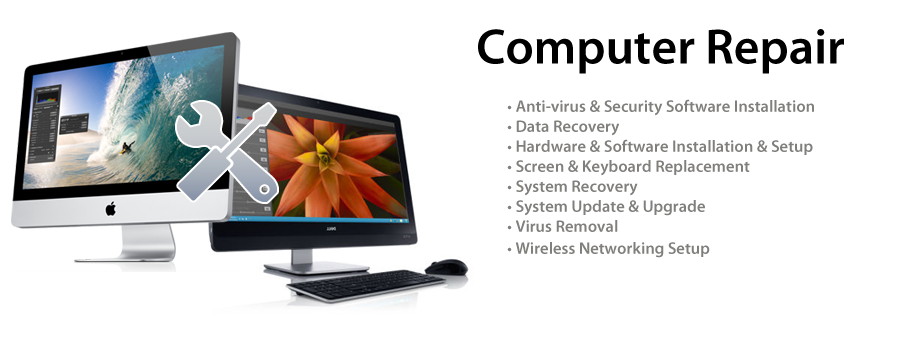 Computer Repair
• Anti-virus & Security Software Installation
• Data Recovery
• Hardware & Software Installation & Setup
• Screen & Keyboard Replacement
• System Recovery
• System Update & Upgrade
• Virus Removal
• Wireless Networking Setup